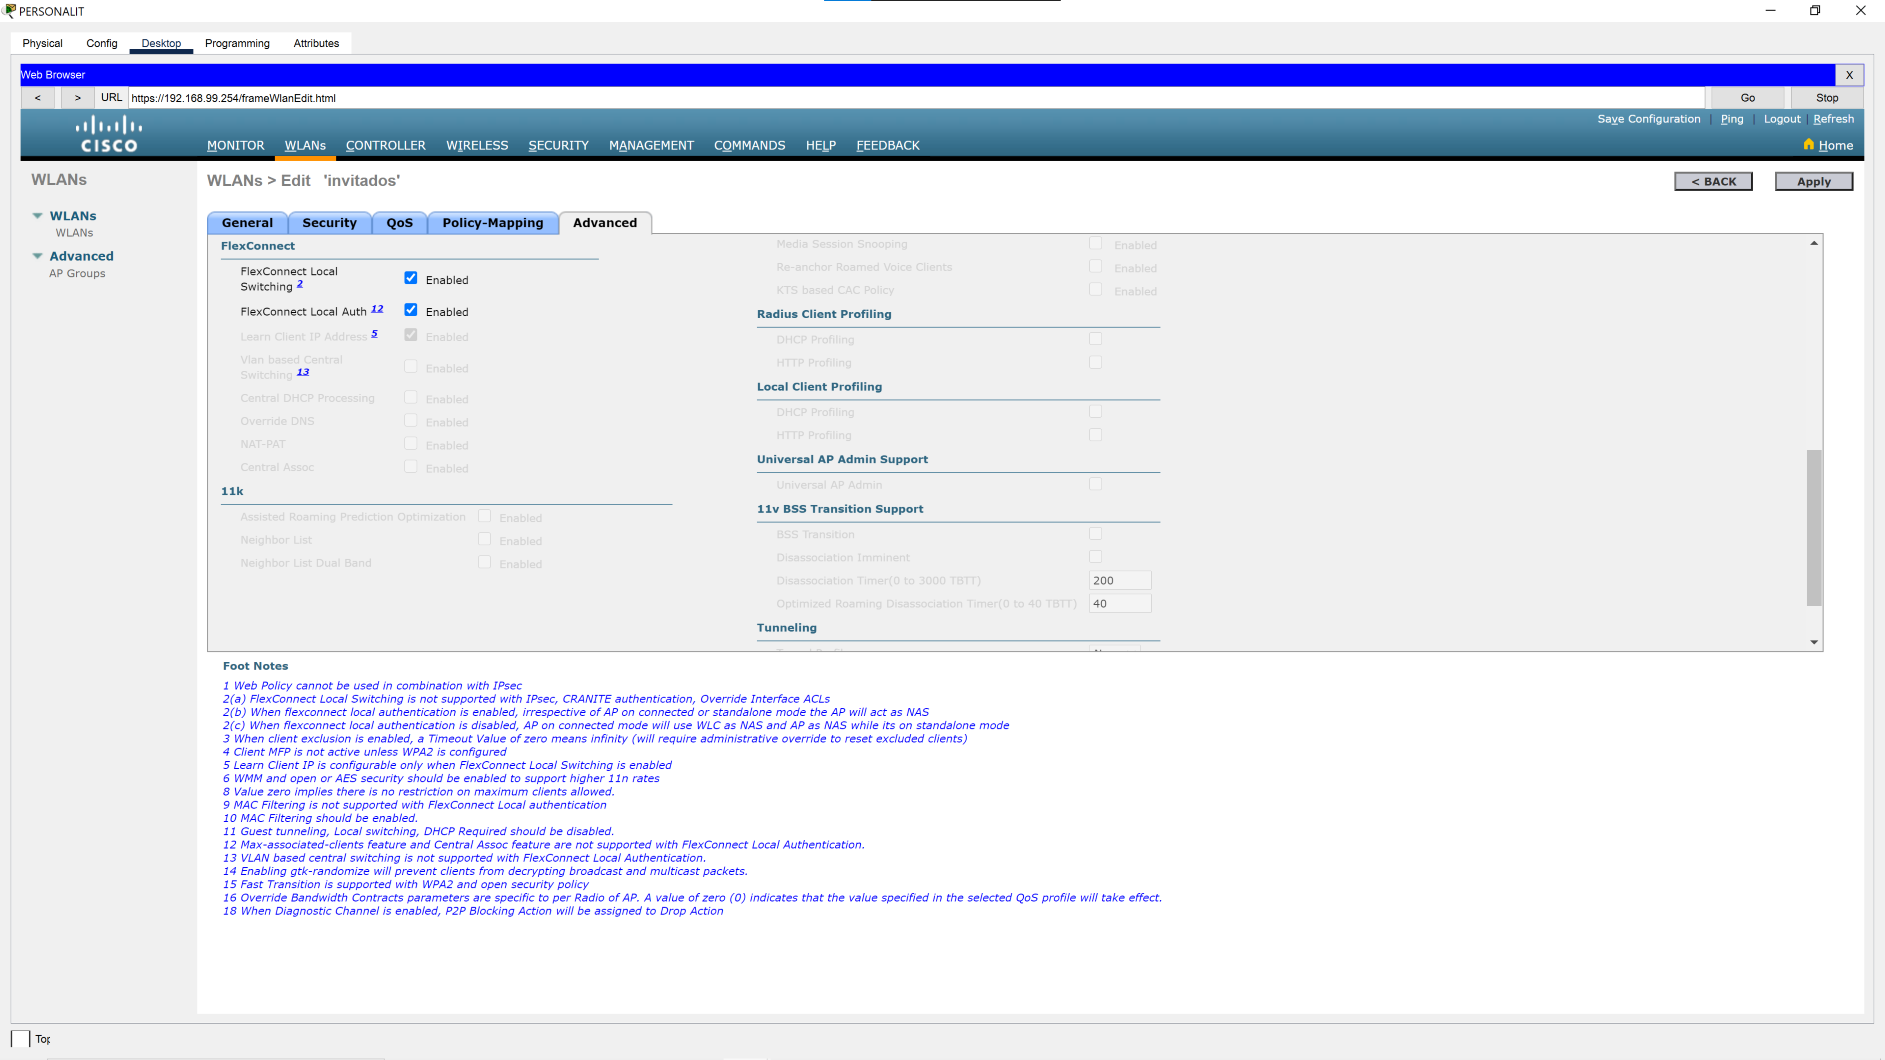 PERSONALIT
Physical Config Desktop Programming Attributes
Web Browser X
< > URL https://192.168.99.254/frameWlanEdit.html Go Stop
Save Configuration | Ping | Logout | Refresh
CISCO
MONITOR WLANs CONTROLLER WIRELESS SECURITY MANAGEMENT COMMANDS HELP FEEDBACK Home
WLANs
WLANs
WLANs
Advanced
AP Groups
WLANs > Edit 'invitados' < BACK Apply
General Security QoS Policy-Mapping Advanced
FlexConnect
FlexConnect Local
Switching 2 Enabled
FlexConnect Local Auth 12 Enabled
Learn Client IP Address 5 Enabled
Vlan based Central
Switching 13 Enabled
Central DHCP Processing Enabled
Override DNS Enabled
NAT-PAT Enabled
Central Assoc Enabled
11k
Assisted Roaming Prediction Optimization Enabled
Neighbor List Enabled
Neighbor List Dual Band Enabled
Media Session Snooping Enabled
Re-anchor Roamed Voice Clients Enabled
KTS based CAC Policy Enabled
Radius Client Profiling
DHCP Profiling
HTTP Profiling
Local Client Profiling
DHCP Profiling
HTTP Profiling
Universal AP Admin Support
Universal AP Admin
11v BSS Transition Support
BSS Transition
Disassociation Imminent
Disassociation Timer(0 to 3000 TBTT) 200
Optimized Roaming Disassociation Timer(0 to 40 TBTT) 40
Tunneling
Foot Notes
1 Web Policy cannot be used in combination with IPsec
2(a) FlexConnect Local Switching is not supported with IPsec, CRANITE authentication, Override Interface ACLs
2(b) When flexconnect local authentication is enabled, irrespective of AP on connected or standalone mode the AP will act as NAS
2(c) When flexconnect local authentication is disabled, AP on connected mode will use WLC as NAS and AP as NAS while its on standalone mode
3 When client exclusion is enabled, a Timeout Value of zero means infinity (will require administrative override to reset excluded clients)
4 Client MFP is not active unless WPA2 is configured
5 Learn Client IP is configurable only when FlexConnect Local Switching is enabled
6 WMM and open or AES security should be enabled to support higher 11n rates
8 Value zero implies there is no restriction on maximum clients allowed.
9 MAC Filtering is not supported with FlexConnect Local authentication
10 MAC Filtering should be enabled.
11 Guest tunneling, Local switching, DHCP Required should be disabled.
12 Max-associated-clients feature and Central Assoc feature are not supported with FlexConnect Local Authentication.
13 VLAN based central switching is not supported with FlexConnect Local Authentication.
14 Enabling gtk-randomize will prevent clients from decrypting broadcast and multicast packets.
15 Fast Transition is supported with WPA2 and open security policy
16 Override Bandwidth Contracts parameters are specific to per Radio of AP. A value of zero (0) indicates that the value specified in the selected QoS profile will take effect.
18 When Diagnostic Channel is enabled, P2P Blocking Action will be assigned to Drop Action
Top